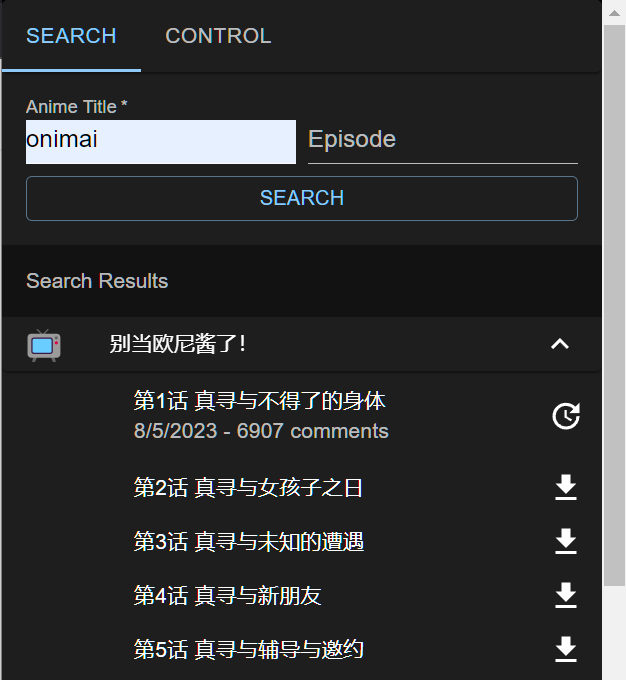 SEARCH CONTROL
Anime Title *
onimai Episode
SEARCH
Search Results
别当欧尼酱了！
第1话 真寻与不得了的身体
8/5/2023 - 6907 comments
第2话 真寻与女孩子之日
第3话 真寻与未知的遭遇
第4话 真寻与新朋友
第5话 真寻与辅导与邀约